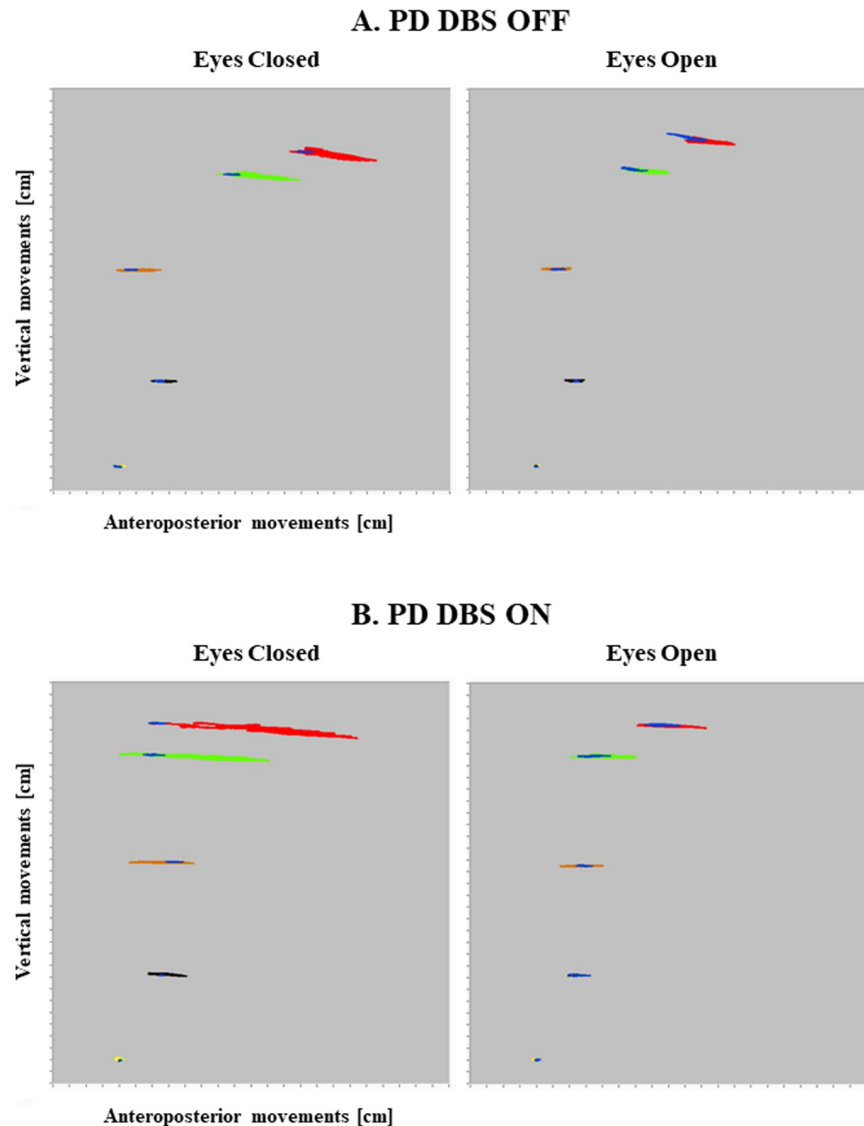 A. PD DBS OFF
Eyes Closed
Eyes Open
Vertical movements [cm]
Anteroposterior movements [cm]
B. PD DBS ON
Eyes Closed
Eyes Open
Vertical movements [cm]
Anteroposterior movements [cm]